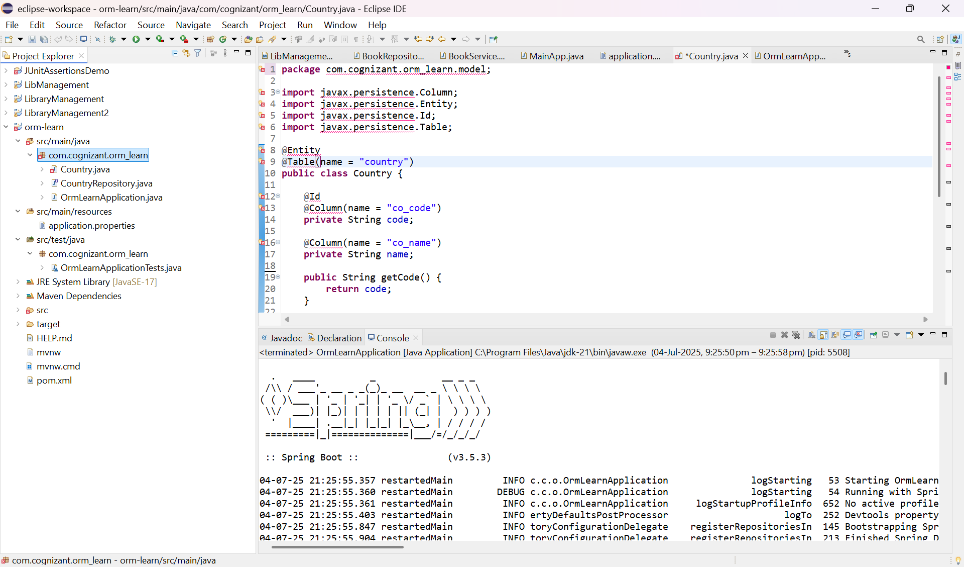 eclipse-workspace - orm-learn/src/main/java/com/cognizant/orm_learn/Country.java - Eclipse IDE
File Edit Source Refactor Source Navigate Search Project Run Window Help
Project Explorer
LibManageme... BookReposito... BookService.... MainApp.java application.... *Country.java OrmLearnApp...
JUnitAssertionsDemo
LibManagement
LibraryManagement
LibraryManagement2
orm-learn
src/main/java
com.cognizant.orm_learn
Country.java
CountryRepository.java
OrmLearnApplication.java
src/main/resources
application.properties
src/test/java
com.cognizant.orm_learn
OrmLearnApplicationTests.java
JRE System Library [JavaSE-17]
Maven Dependencies
src
target
HELP.md
mvnw
mvnw.cmd
pom.xml
1 package com.cognizant.orm_learn.model;
2
3 import javax.persistence.Column;
4 import javax.persistence.Entity;
5 import javax.persistence.Id;
6 import javax.persistence.Table;
7
8 @Entity
9 @Table(name = "country")
10 public class Country {
11
12 @Id
13 @Column(name = "co_code")
14 private String code;
15
16 @Column(name = "co_name")
17 private String name;
18
19 public String getCode() {
20 return code;
21 }
22
Javadoc Declaration Console
<terminated> OrmLearnApplication [Java Application] C:\Program Files\Java\jdk-21\bin\javaw.exe (04-Jul-2025, 9:25:50 pm – 9:25:58 pm) [pid: 5508]
Spring
:: Spring Boot :: (v3.5.3)
04-07-25 21:25:55.357 restartedMain INFO c.c.o.OrmLearnApplication logStarting 53 Starting OrmLearn
04-07-25 21:25:55.360 restartedMain DEBUG c.c.o.OrmLearnApplication logStarting 54 Running with Spri
04-07-25 21:25:55.361 restartedMain INFO c.c.o.OrmLearnApplication logStartupProfileInfo 652 No active profile
04-07-25 21:25:55.403 restartedMain INFO ertyDefaultsPostProcessor logTo 252 Devtools property
04-07-25 21:25:55.847 restartedMain INFO toryConfigurationDelegate registerRepositoriesIn 145 Bootstrapping Spr
04-07-25 21:25:55.904 restartedMain INFO toryConfigurationDelegate registerRepositoriesIn 213 Finished Spring D
com.cognizant.orm_learn - orm-learn/src/main/java